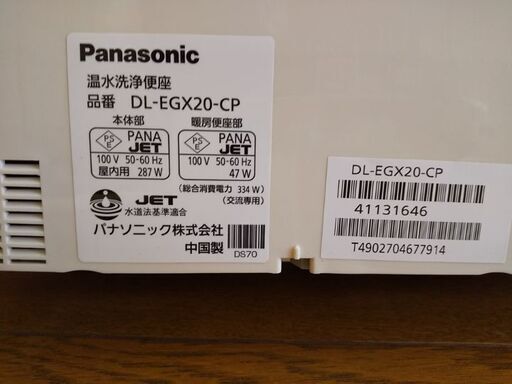 Panasonic
温水洗浄便座
品番 DL-EGX20-CP
本体部 暖房便座部
PS E PANA JET PS E PANA JET
100 V 50-60 Hz 100 V 50-60 Hz
屋内用 287 W 47 W
(総合消費電力 334 W)
(交流専用)
JET
水道法基準適合
パナソニック株式会社
中国製
DS70
DL-EGX20-CP
41131646
T4902704677914